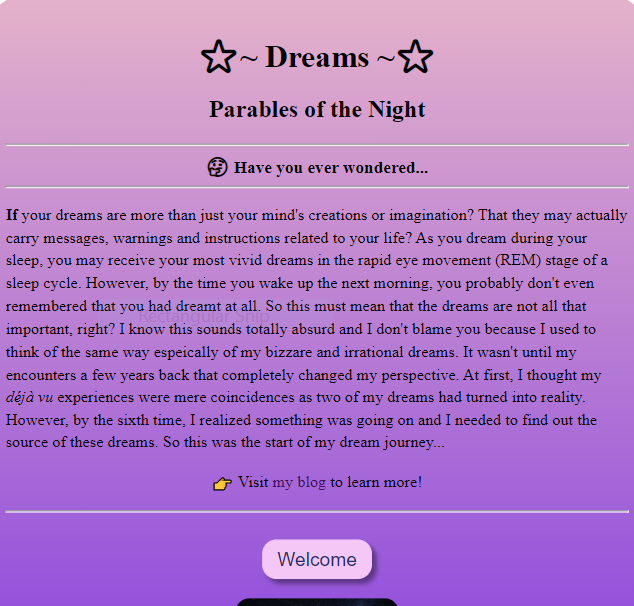 ☆~ Dreams ~☆
Parables of the Night
Have you ever wondered...
If your dreams are more than just your mind's creations or imagination? That they may actually
carry messages, warnings and instructions related to your life? As you dream during your
sleep, you may receive your most vivid dreams in the rapid eye movement (REM) stage of a
sleep cycle. However, by the time you wake up the next morning, you probably don't even
remembered that you had dreamt at all. So this must mean that the dreams are not all that
Rectangular Snip
important, right? I know this sounds totally absurd and I don't blame you because I used to
think of the same way espeically of my bizzare and irrational dreams. It wasn't until my
encounters a few years back that completely changed my perspective. At first, I thought my
déjà vu experiences were mere coincidences as two of my dreams had turned into reality.
However, by the sixth time, I realized something was going on and I needed to find out the
source of these dreams. So this was the start of my dream journey...
👉 Visit my blog to learn more!
Welcome